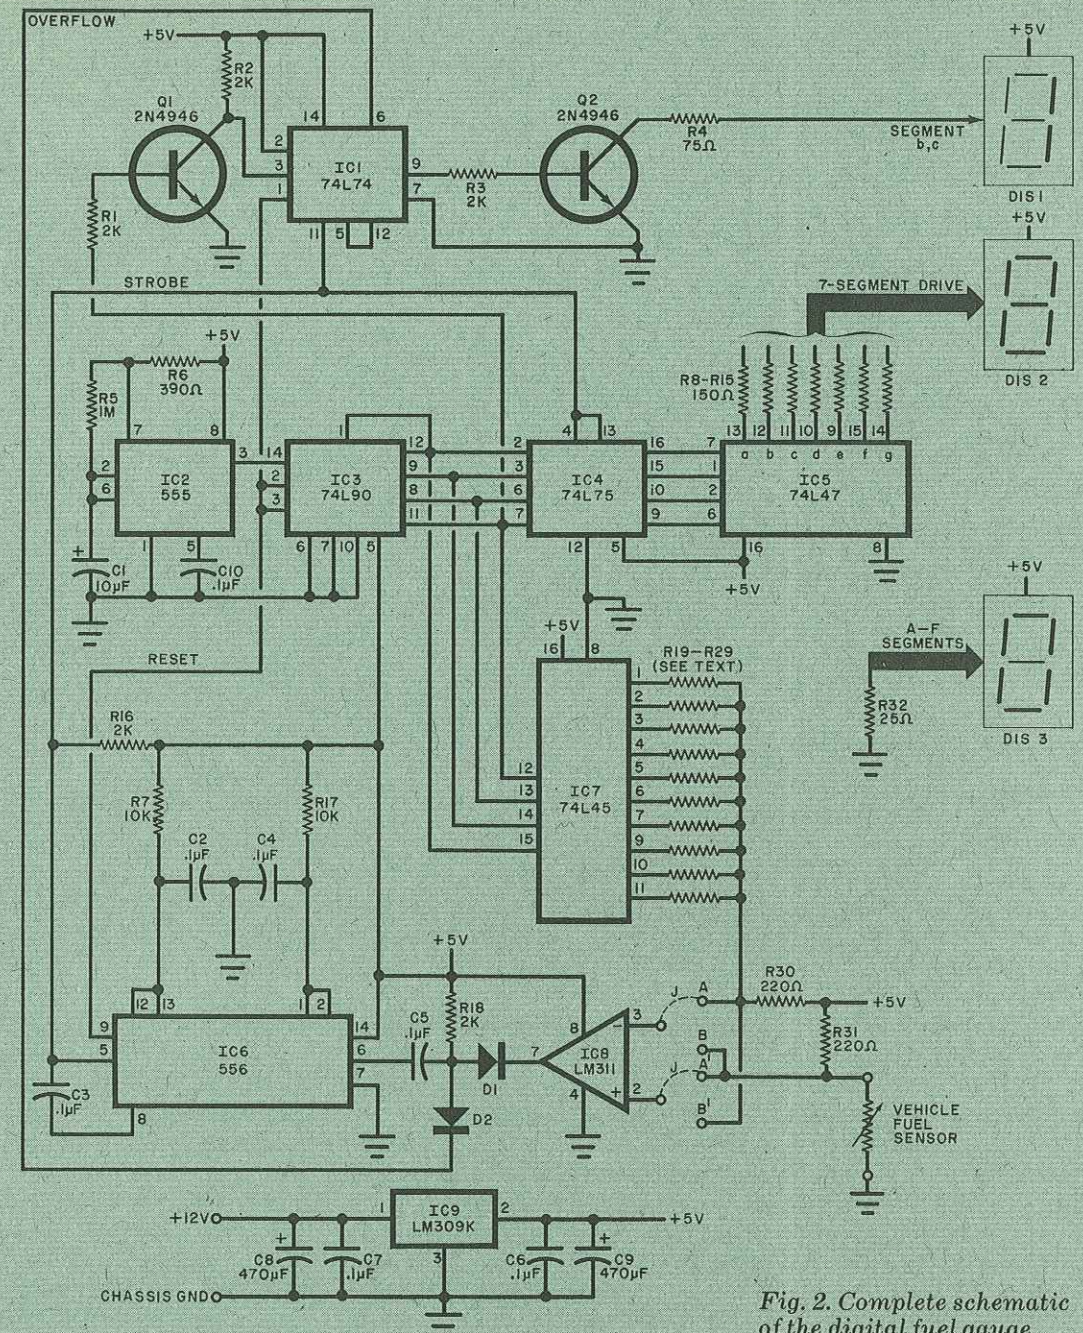 OVERFLOW
+5V
R2
2K
Q1
2N4946
14
6
2
3
1
IC1
74L74
9
7
11
5
12
R3
2K
Q2
2N4946
R4
75Ω
SEGMENT
b,c
+5V
DIS 1
+5V
DIS 2
7-SEGMENT DRIVE
R1
2K
STROBE
+5V
R6
390Ω
R5
1M
7
8
2
6
IC2
555
3
1
5
+
C1
10µF
C10
.1µF
1
14
2
3
IC3
74L90
12
9
8
11
6
7
10
5
4
13
2
3
6
7
IC4
74L75
16
15
10
9
12
5
R8-R15
150Ω
13
12
11
10
9
15
14
a
b
c
d
e
f
g
7
1
2
6
IC5
74L47
16
8
+5V
RESET
+5V
16
8
R19-R29
(SEE TEXT)
1
2
3
4
5
6
7
9
10
11
12
13
14
15
IC7
74L45
A-F
SEGMENTS
+5V
R32
25Ω
DIS 3
R16
2K
R7
10K
R17
10K
C2
.1µF
C4
.1µF
12
13
1
2
9
5
8
IC6
556
14
6
7
C3
.1µF
+5V
R18
2K
C5
.1µF
D1
D2
7
8
3
-
IC8
LM311
4
+
2
J
A
B
J
A'
B'
R30
220Ω
+5V
R31
220Ω
VEHICLE
FUEL
SENSOR
+12V
1
IC9
LM309K
2
3
+5V
+
C8
470µF
C7
.1µF
C6
.1µF
+
C9
470µF
CHASSIS GND
Fig. 2. Complete schematic
of the digital fuel gauge